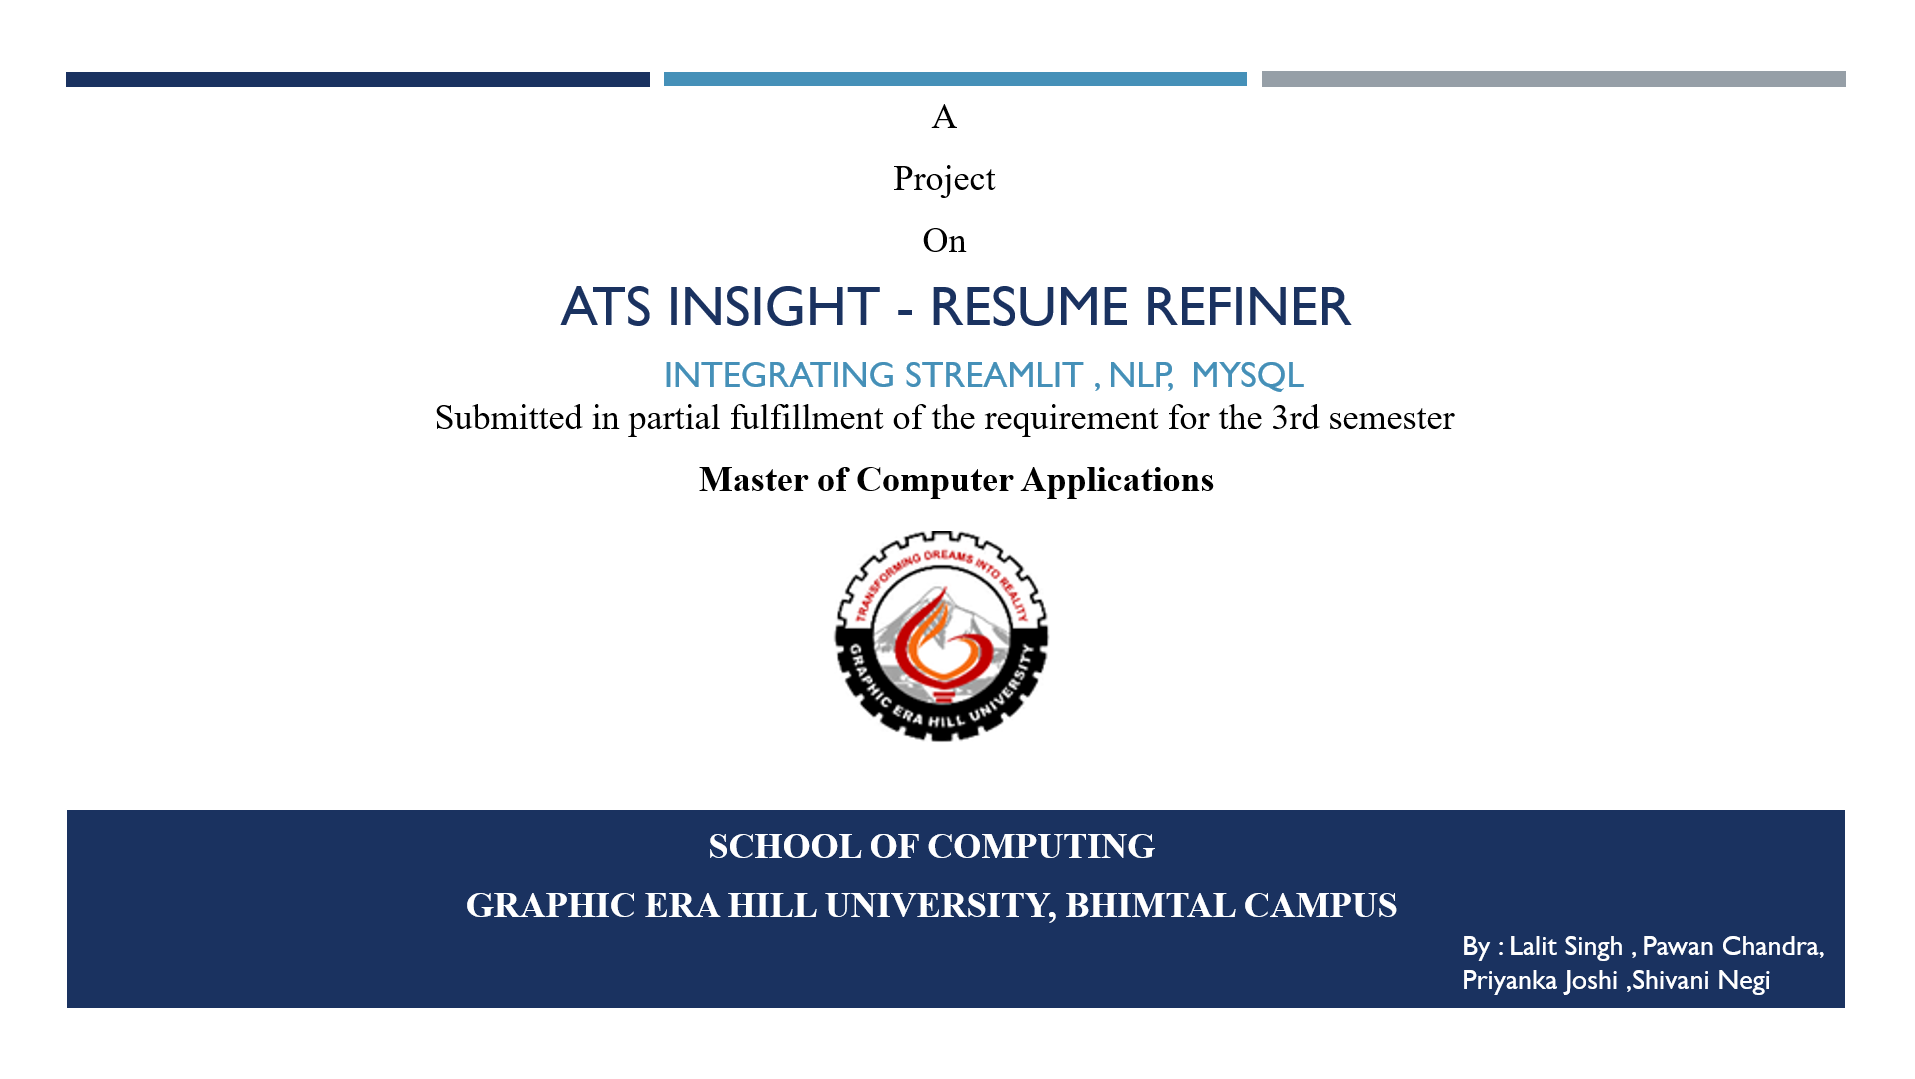 A
Project
On
ATS INSIGHT - RESUME REFINER
INTEGRATING STREAMLIT , NLP,  MYSQL
Submitted in partial fulfillment of the requirement for the 3rd semester
Master of Computer Applications
TRANSFORMING DREAMS INTO REALITY
GRAPHIC ERA HILL UNIVERSITY
SCHOOL OF COMPUTING
GRAPHIC ERA HILL UNIVERSITY, BHIMTAL CAMPUS
By : Lalit Singh , Pawan Chandra,
Priyanka Joshi ,Shivani Negi